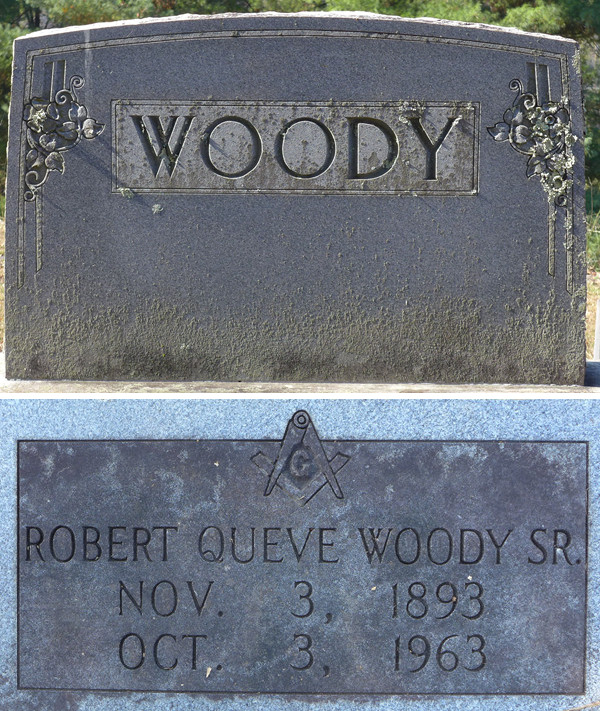 WOODY
G
ROBERT QUEVE WOODY SR.
NOV. 3, 1893
OCT. 3, 1963